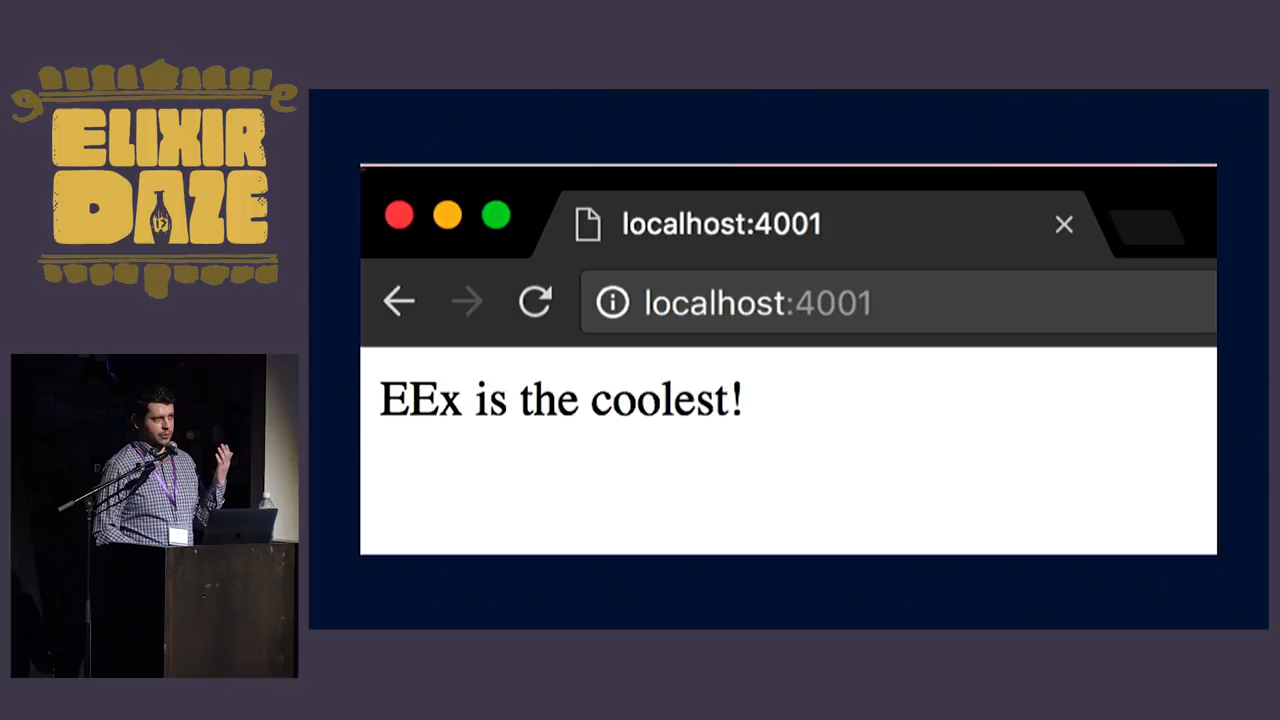 ELIXIR
DAZE
localhost:4001
localhost:4001
EEx is the coolest!